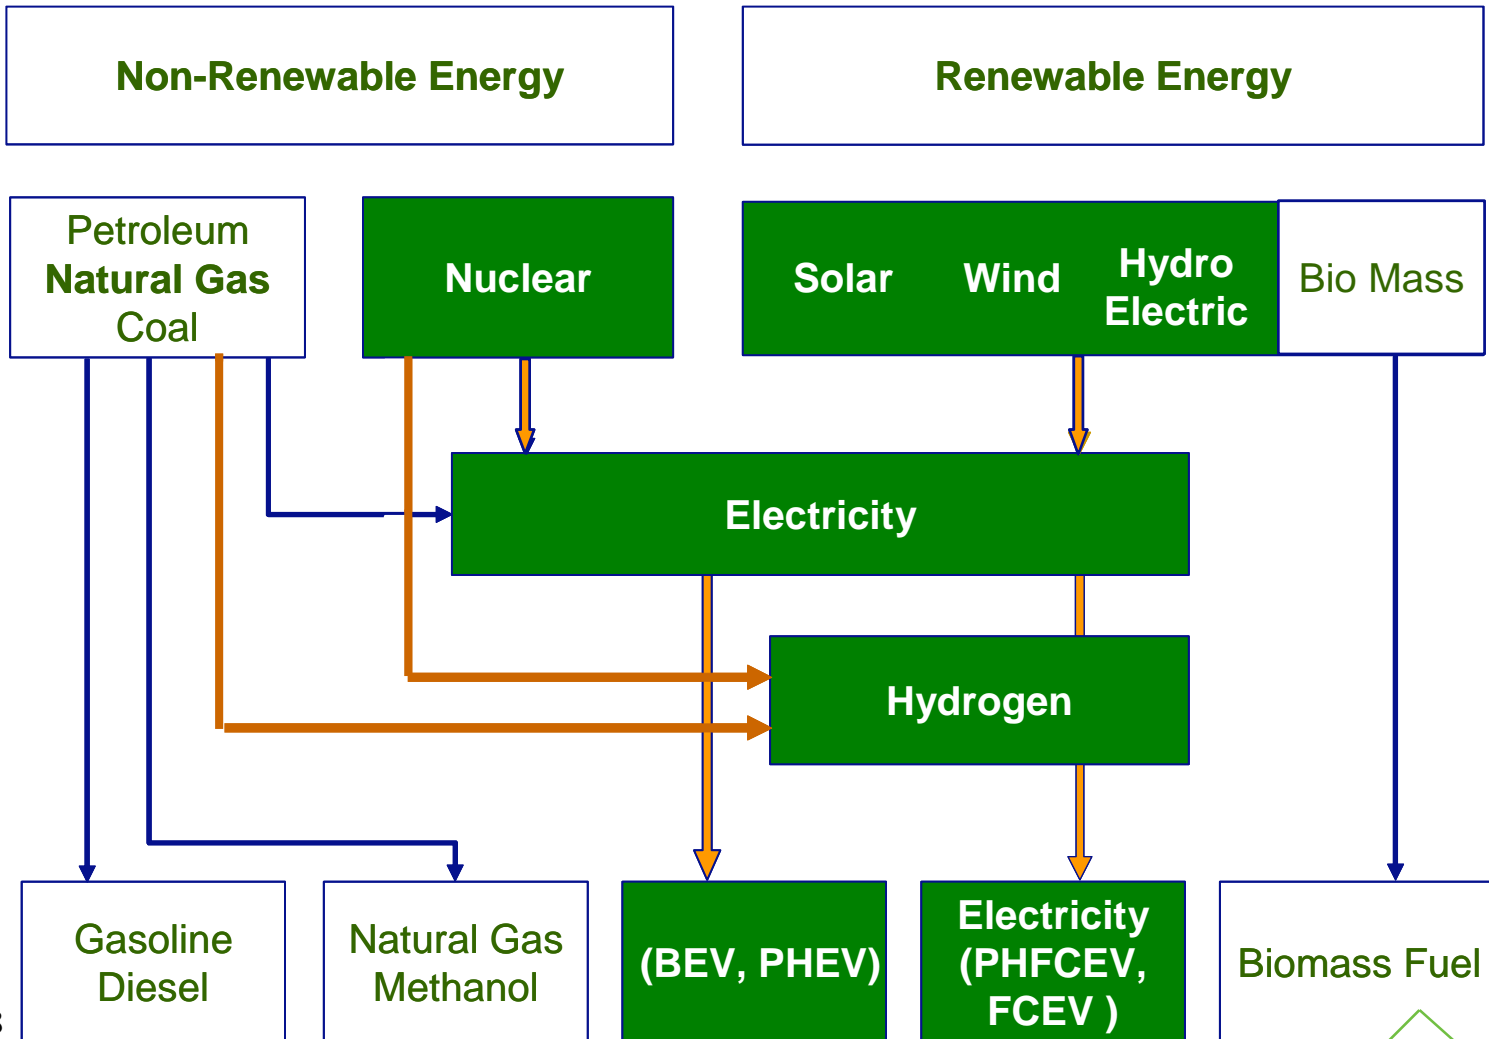 Non-Renewable Energy
Renewable Energy
Petroleum
Natural Gas
Coal
Nuclear
Solar
Wind
Hydro
Electric
Bio Mass
Electricity
Hydrogen
Gasoline
Diesel
Natural Gas
Methanol
(BEV, PHEV)
Electricity
(PHFCEV,
FCEV )
Biomass Fuel